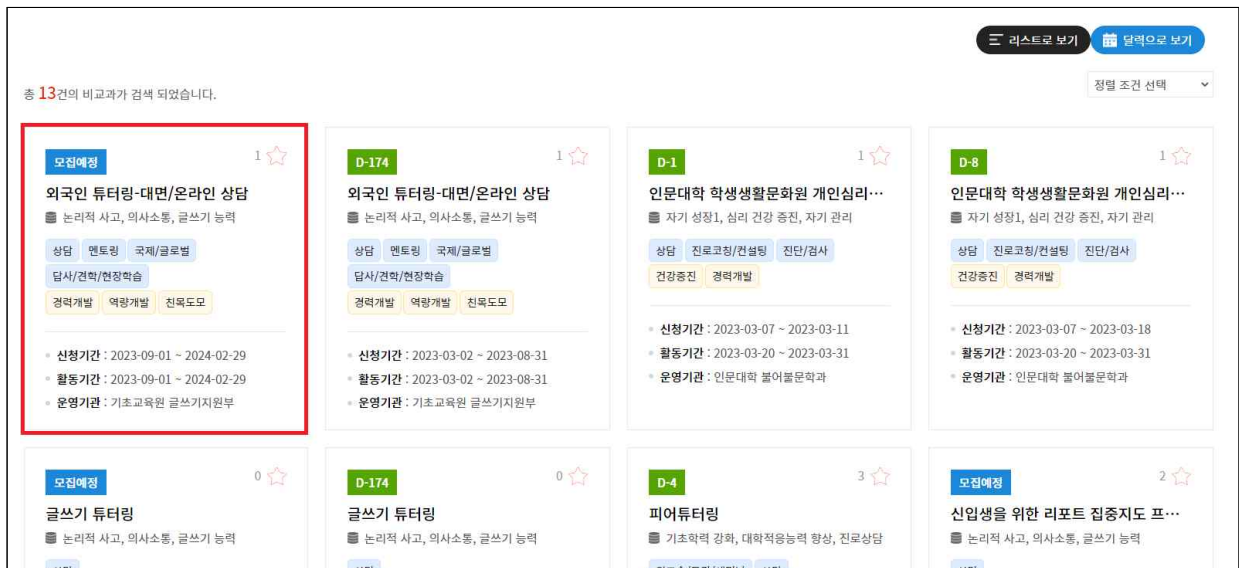 리스트로 보기
달력으로 보기
총 13건의 비교과가 검색 되었습니다.
정렬 조건 선택
모집예정
1
외국인 튜터링-대면/온라인 상담
논리적 사고, 의사소통, 글쓰기 능력
상담 멘토링 국제/글로벌
답사/견학/현장학습
경력개발 역량개발 친목도모
신청기간 : 2023-09-01 ~ 2024-02-29
활동기간 : 2023-09-01 ~ 2024-02-29
운영기관 : 기초교육원 글쓰기지원부
D-174
1
외국인 튜터링-대면/온라인 상담
논리적 사고, 의사소통, 글쓰기 능력
상담 멘토링 국제/글로벌
답사/견학/현장학습
경력개발 역량개발 친목도모
신청기간 : 2023-03-02 ~ 2023-08-31
활동기간 : 2023-03-02 ~ 2023-08-31
운영기관 : 기초교육원 글쓰기지원부
D-1
1
인문대학 학생생활문화원 개인심리…
자기 성장1, 심리 건강 증진, 자기 관리
상담 진로코칭/컨설팅 진단/검사
건강증진 경력개발
신청기간 : 2023-03-07 ~ 2023-03-11
활동기간 : 2023-03-20 ~ 2023-03-31
운영기관 : 인문대학 불어불문학과
D-8
1
인문대학 학생생활문화원 개인심리…
자기 성장1, 심리 건강 증진, 자기 관리
상담 진로코칭/컨설팅 진단/검사
건강증진 경력개발
신청기간 : 2023-03-07 ~ 2023-03-18
활동기간 : 2023-03-20 ~ 2023-03-31
운영기관 : 인문대학 불어불문학과
모집예정
0
글쓰기 튜터링
논리적 사고, 의사소통, 글쓰기 능력
D-174
0
글쓰기 튜터링
논리적 사고, 의사소통, 글쓰기 능력
D-4
3
피어튜터링
기초학력 강화, 대학적응능력 향상, 진로상담
모집예정
2
신입생을 위한 리포트 집중지도 프…
논리적 사고, 의사소통, 글쓰기 능력